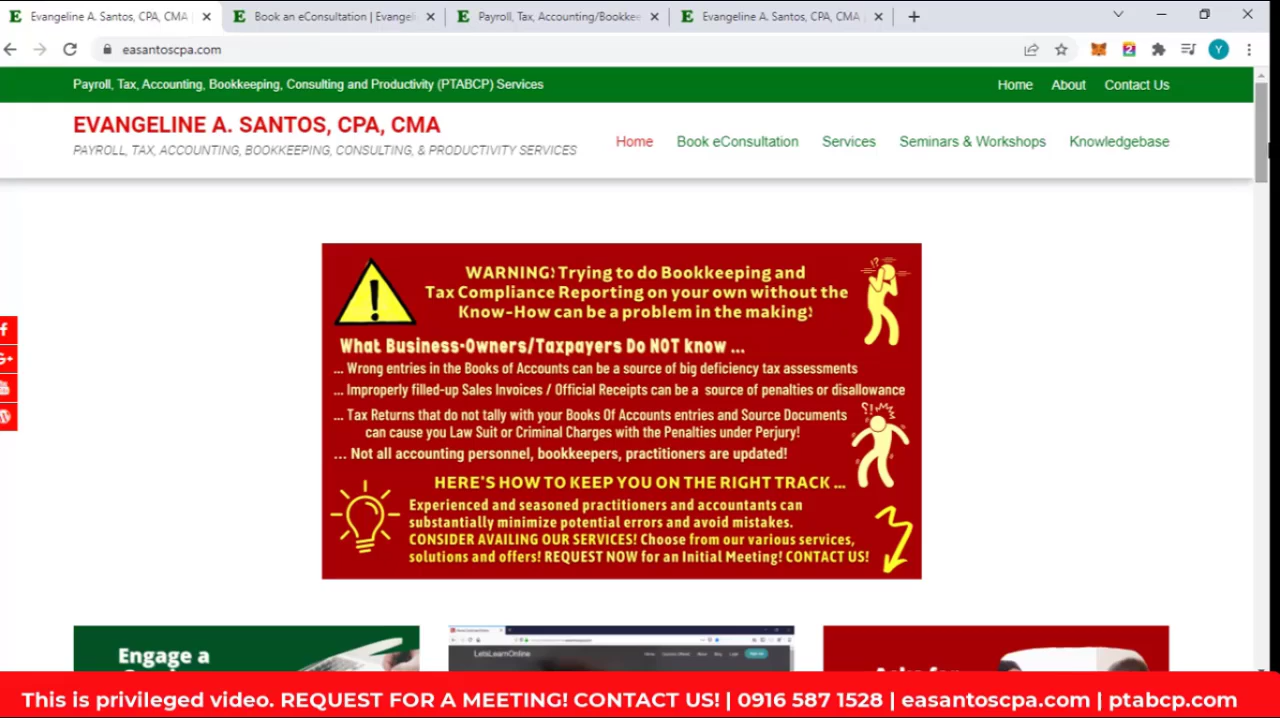 Evangeline A. Santos, CPA, CMA
Book an eConsultation | Evangeli
Payroll, Tax, Accounting/Bookkee
Evangeline A. Santos, CPA, CMA
easantoscpa.com
Y
Payroll, Tax, Accounting, Bookkeeping, Consulting and Productivity (PTABCP) Services
Home About Contact Us
EVANGELINE A. SANTOS, CPA, CMA
PAYROLL, TAX, ACCOUNTING, BOOKKEEPING, CONSULTING, & PRODUCTIVITY SERVICES
Home Book eConsultation Services Seminars & Workshops Knowledgebase
WARNING! Trying to do Bookkeeping and
Tax Compliance Reporting on your own without the
Know-How can be a problem in the making!
What Business-Owners/Taxpayers Do NOT know ...
... Wrong entries in the Books of Accounts can be a source of big deficiency tax assessments
... Improperly filled-up Sales Invoices / Official Receipts can be a source of penalties or disallowance
... Tax Returns that do not tally with your Books Of Accounts entries and Source Documents
can cause you Law Suit or Criminal Charges with the Penalties under Perjury!
... Not all accounting personnel, bookkeepers, practitioners are updated!
HERE'S HOW TO KEEP YOU ON THE RIGHT TRACK ...
Experienced and seasoned practitioners and accountants can
substantially minimize potential errors and avoid mistakes.
CONSIDER AVAILING OUR SERVICES! Choose from our various services,
solutions and offers! REQUEST NOW for an Initial Meeting! CONTACT US!
Engage a
LetsLearnOnline
This is privileged video. REQUEST FOR A MEETING! CONTACT US! | 0916 587 1528 | easantoscpa.com | ptabcp.com